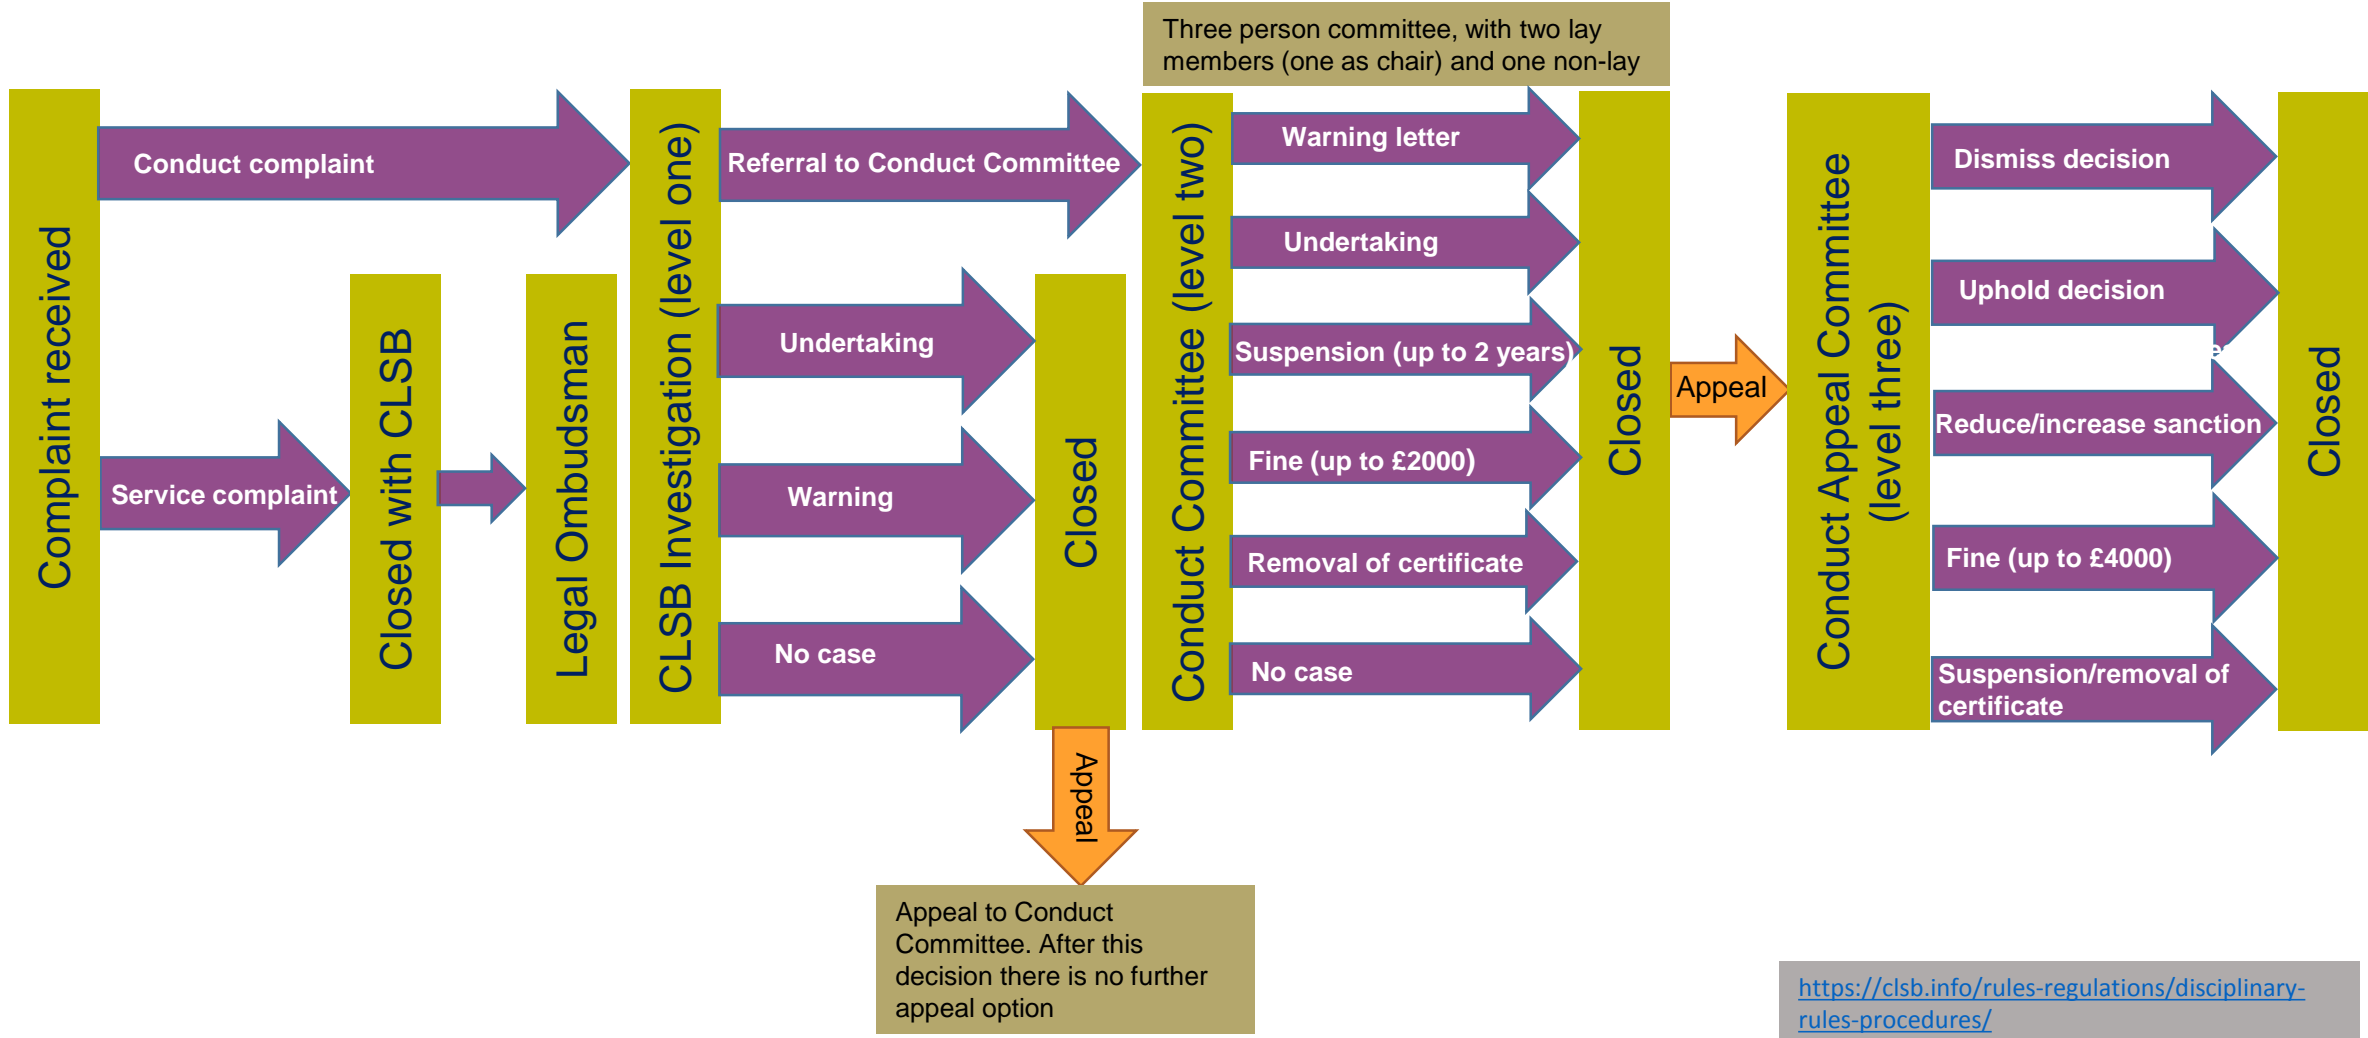 Three person committee, with two lay
members (one as chair) and one non-lay
Complaint received
Conduct complaint
Service complaint
Closed with CLSB
Legal Ombudsman
CLSB Investigation (level one)
Referral to Conduct Committee
Undertaking
Warning
No case
Closed
Appeal
Appeal to Conduct
Committee. After this
decision there is no further
appeal option
Conduct Committee (level two)
Warning letter
Undertaking
Suspension (up to 2 years)
Fine (up to £2000)
Removal of certificate
No case
Closed
Appeal
Conduct Appeal Committee
(level three)
Dismiss decision
Uphold decision
Reduce/increase sanction
Fine (up to £4000)
Suspension/removal of
certificate
Closed
https://clsb.info/rules-regulations/disciplinary-
rules-procedures/